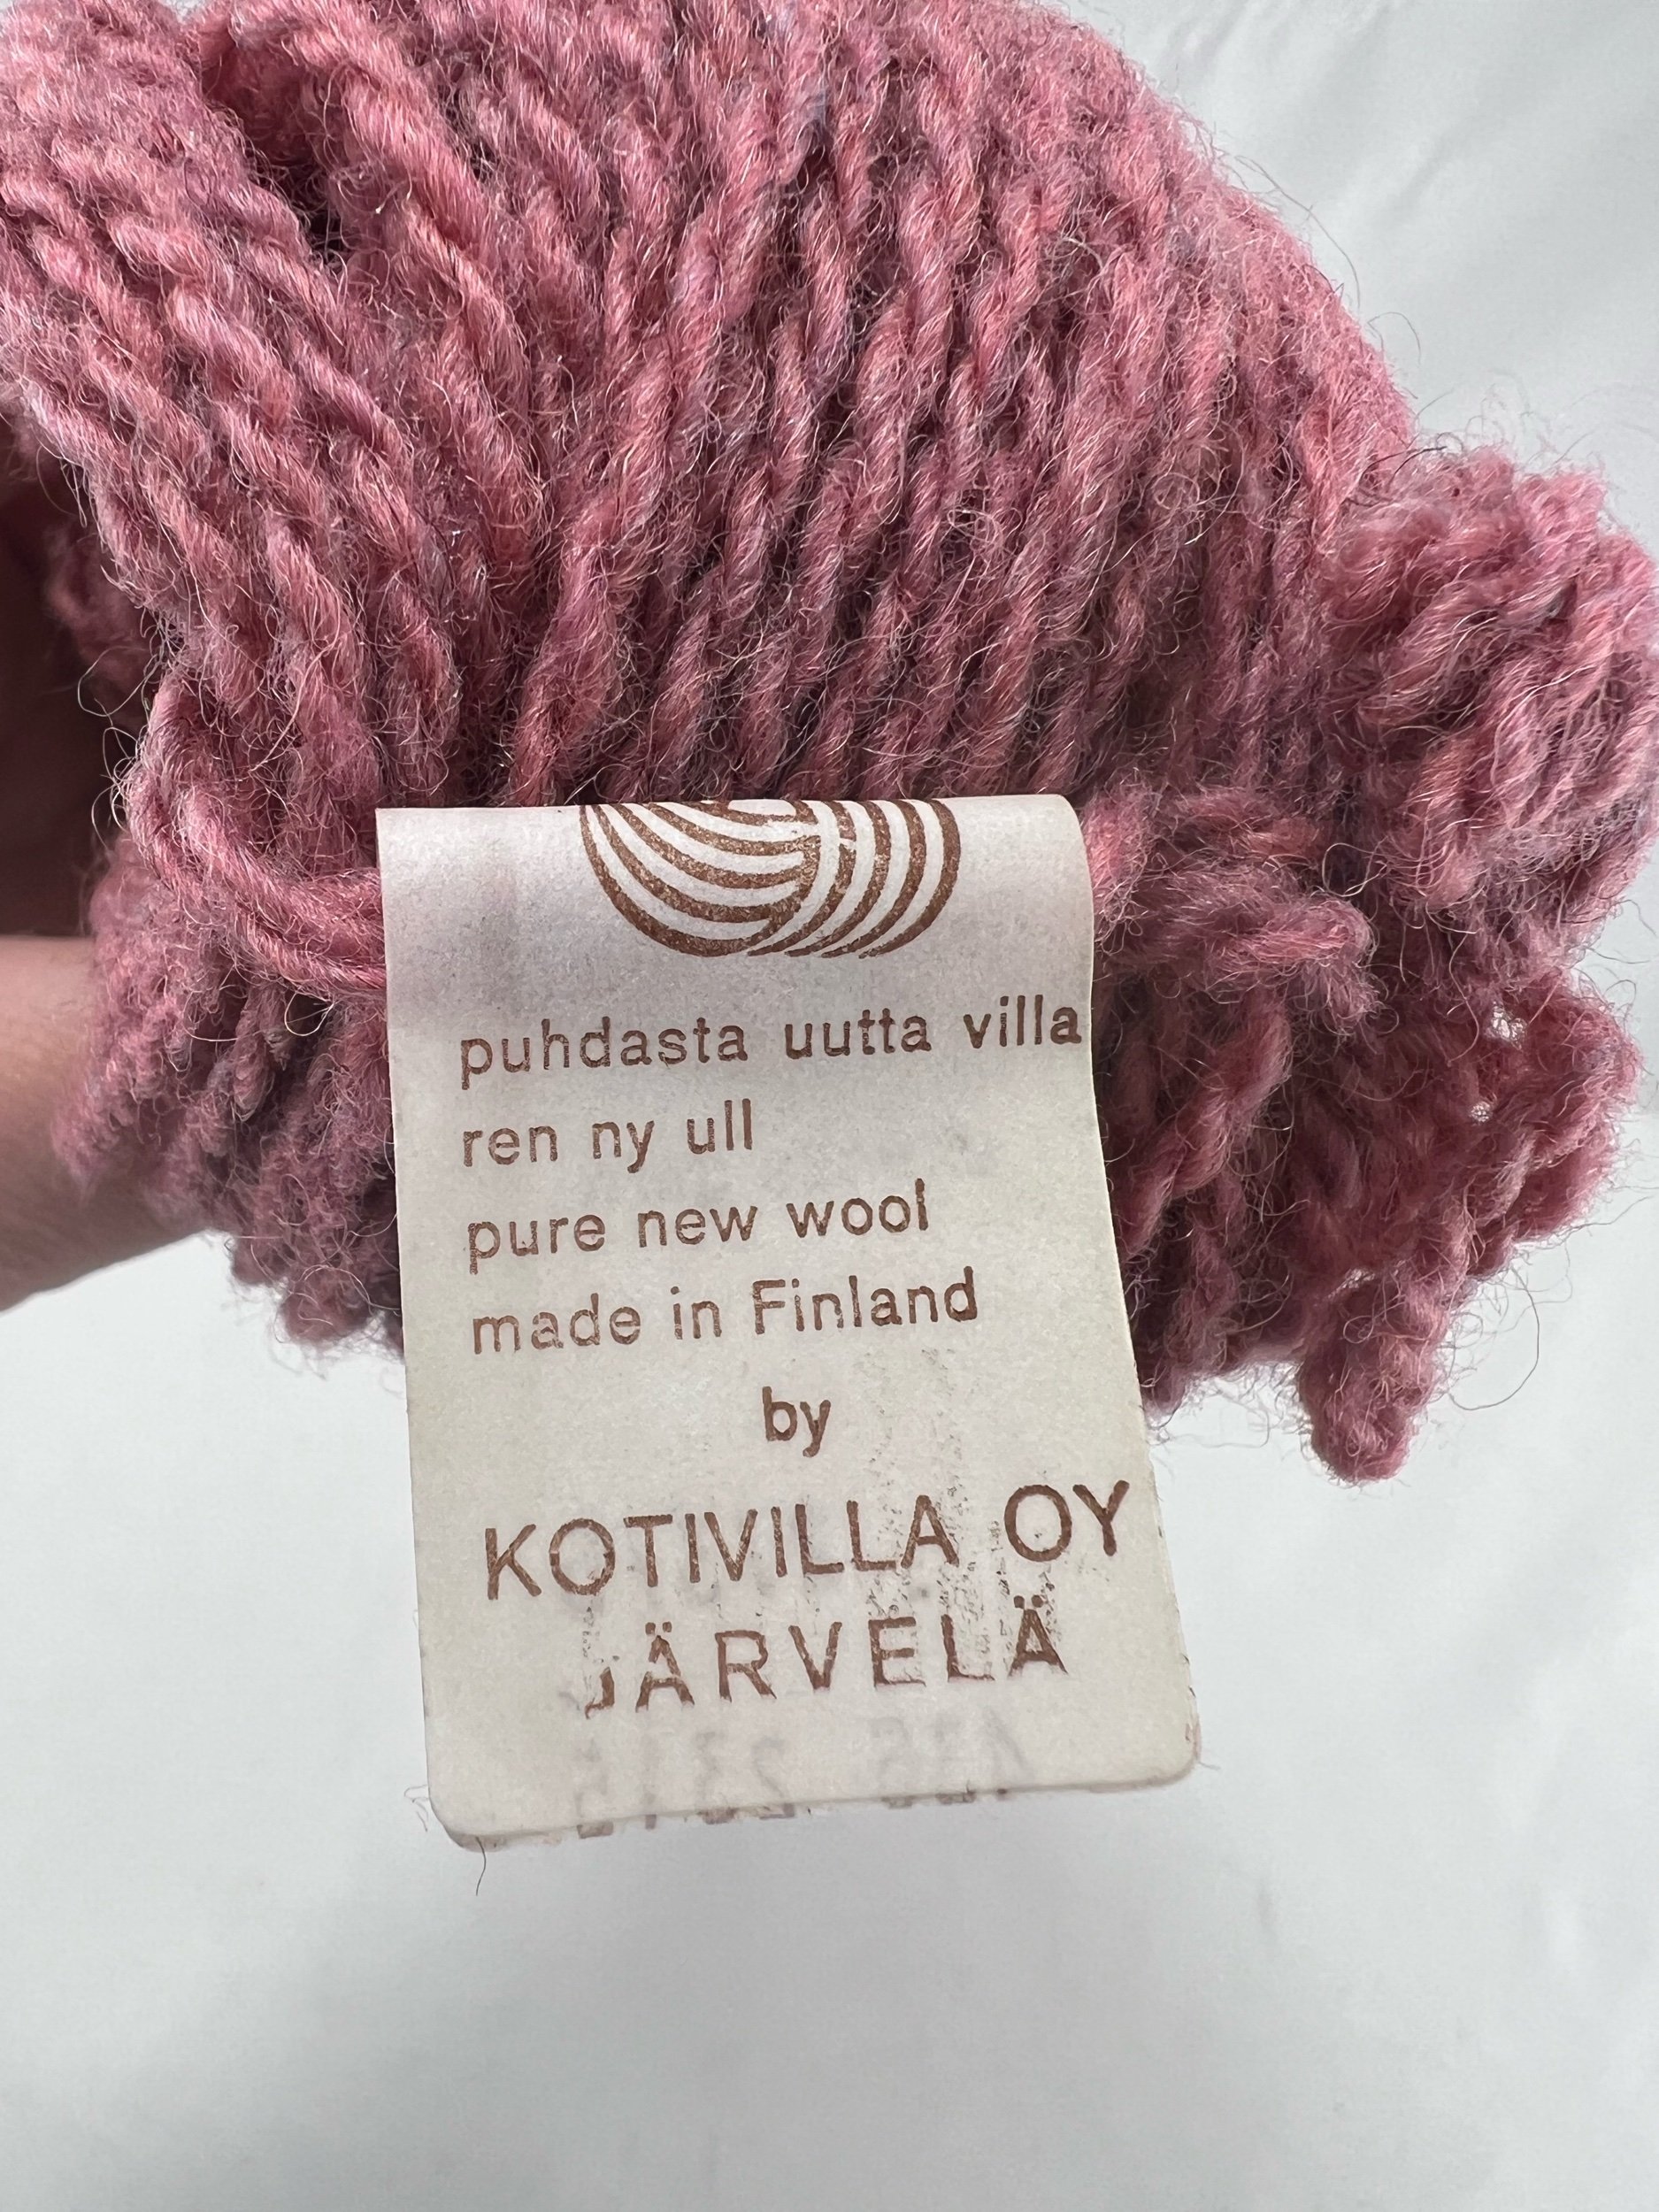 puhdasta uutta villa
ren ny ull
pure new wool
made in Finland
by
KOTIVILLA OY
JÄRVELÄ